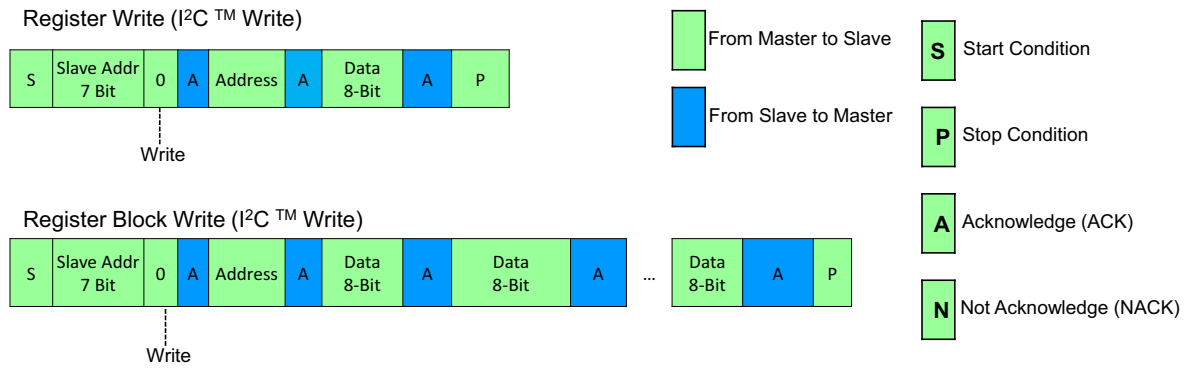 Register Write (I²C ™ Write)
S Slave Addr 0 A Address A Data A P
7 Bit 8-Bit
Write
From Master to Slave
From Slave to Master
S Start Condition
P Stop Condition
A Acknowledge (ACK)
N Not Acknowledge (NACK)
Register Block Write (I²C ™ Write)
S Slave Addr 0 A Address A Data A Data A ... Data A P
7 Bit 8-Bit 8-Bit 8-Bit
Write